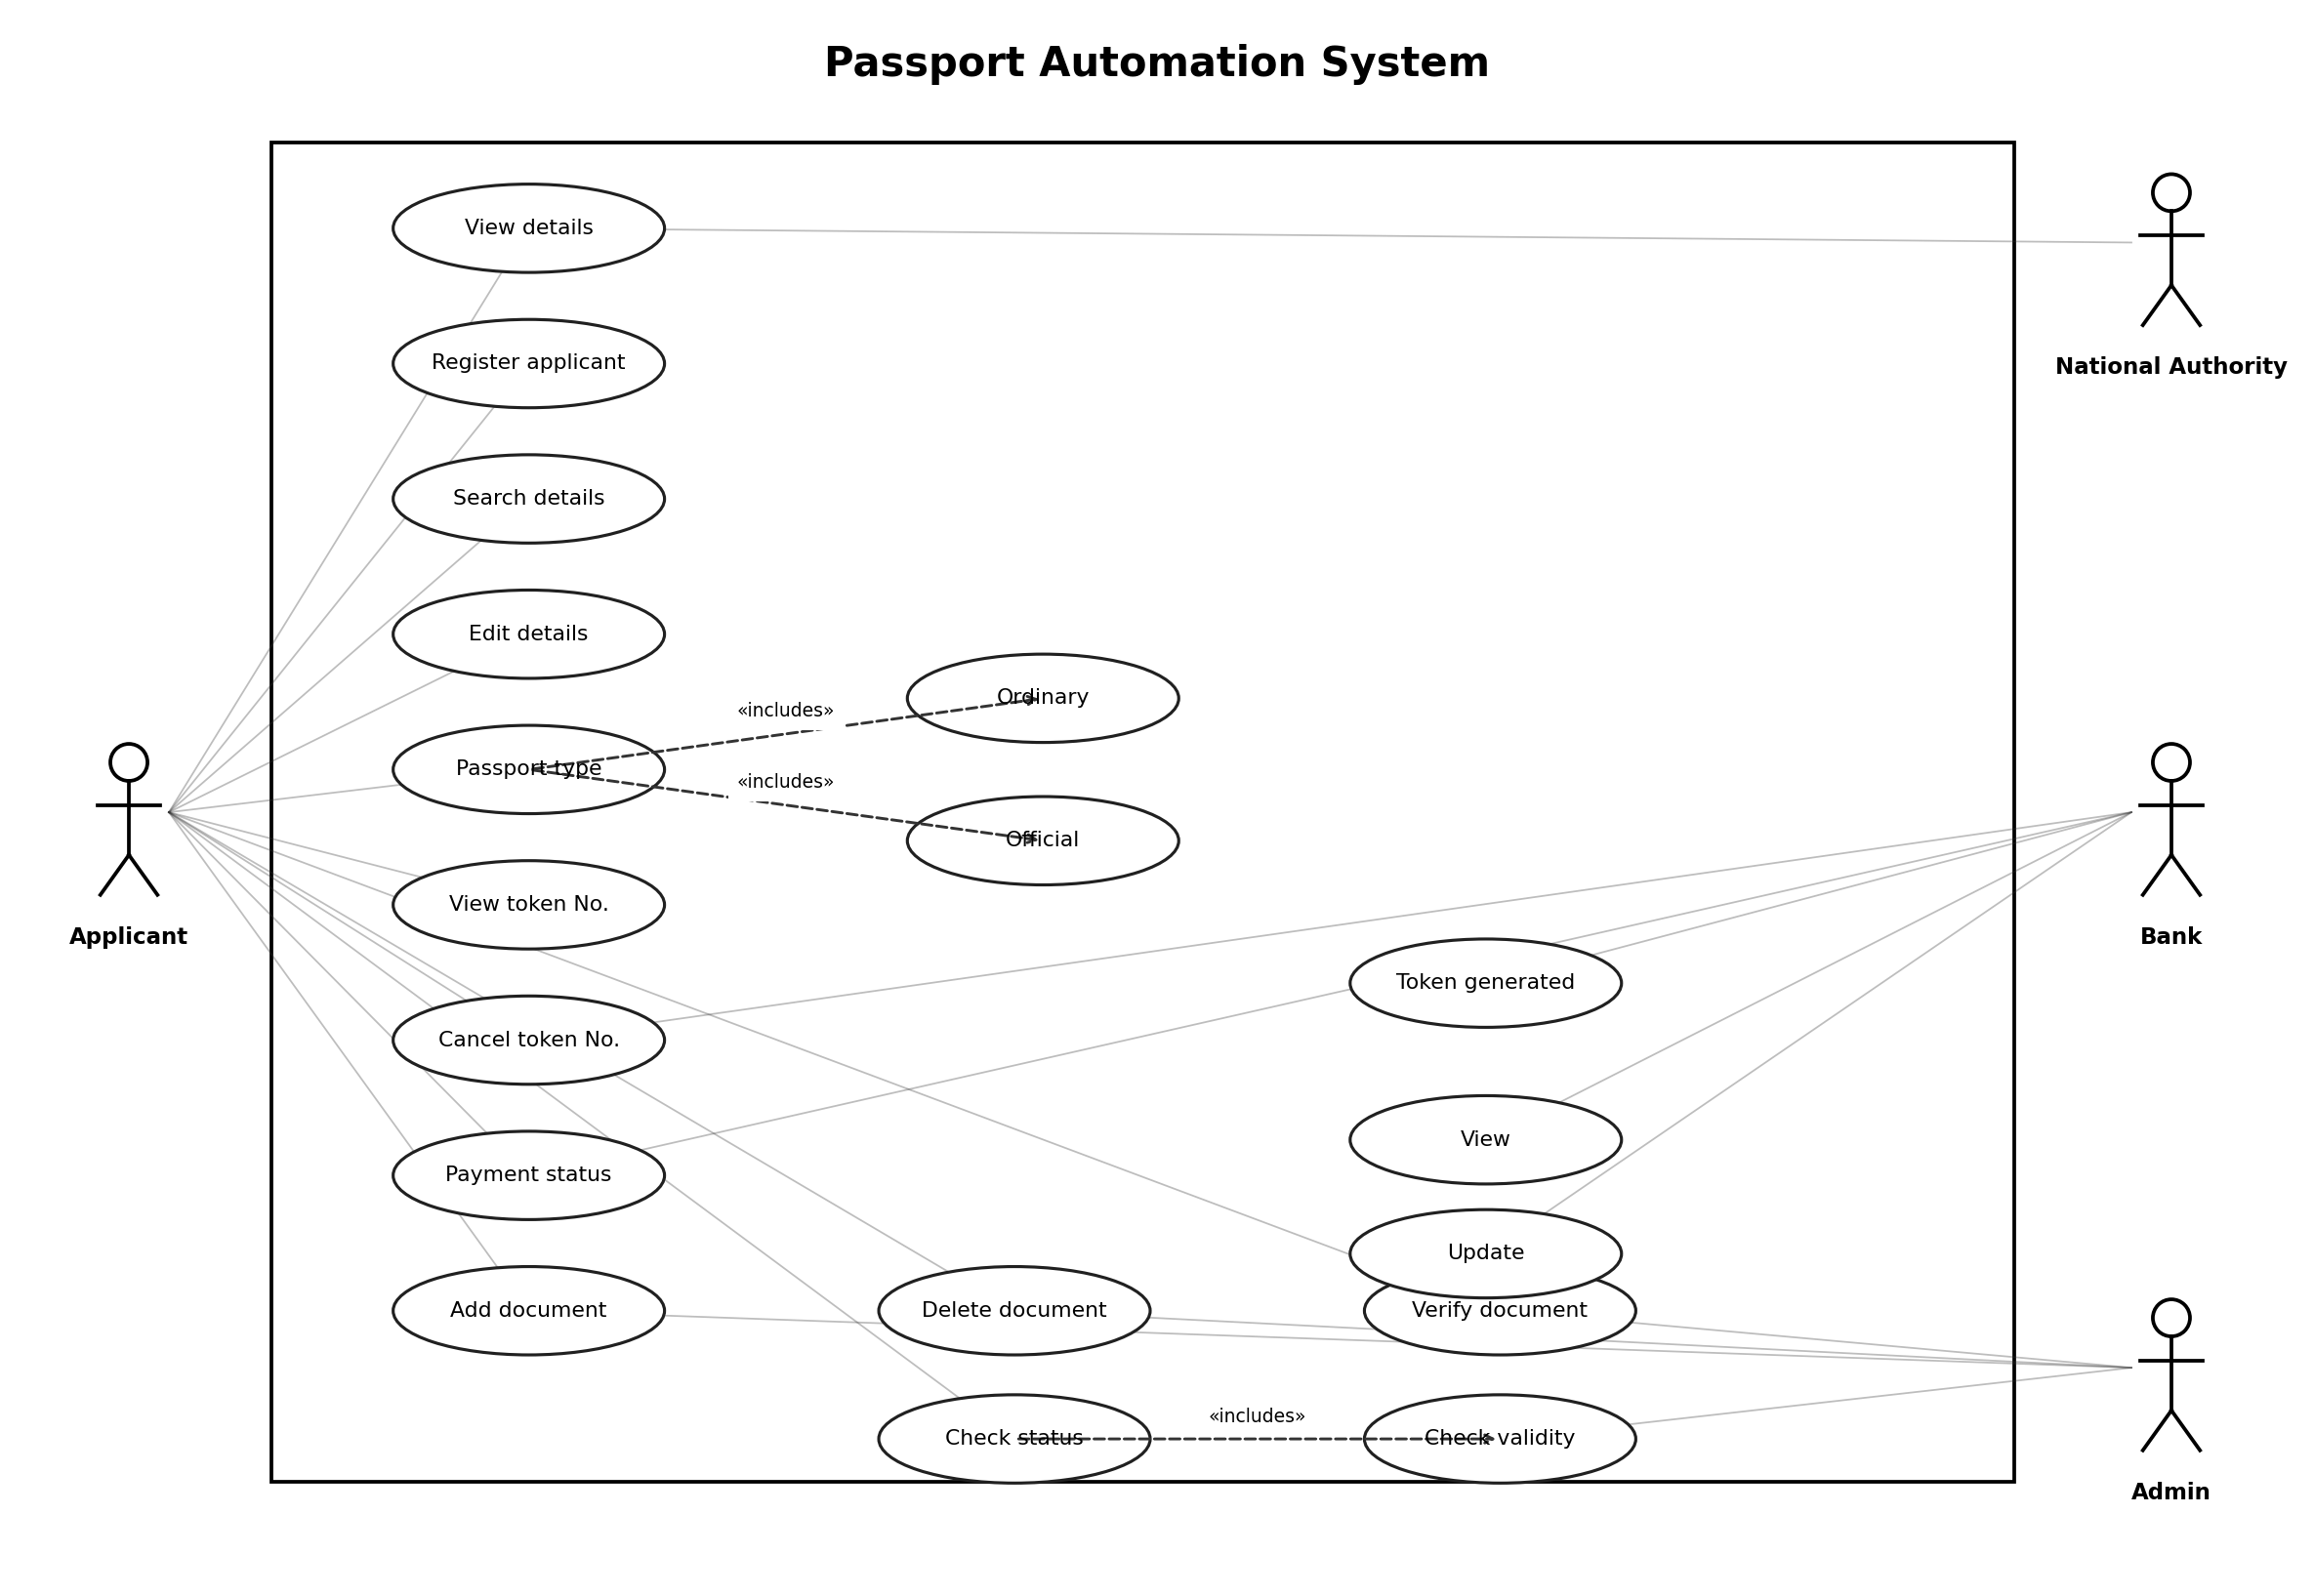 Passport Automation System
View details
Register applicant
National Authority
Search details
Edit details
Ordinary
«includes»
Passport type
«includes»
Official
View token No.
Applicant
Bank
Token generated
Cancel token No.
View
Payment status
Update
Add document
Delete document
Verify document
«includes»
Check status
Check validity
Admin